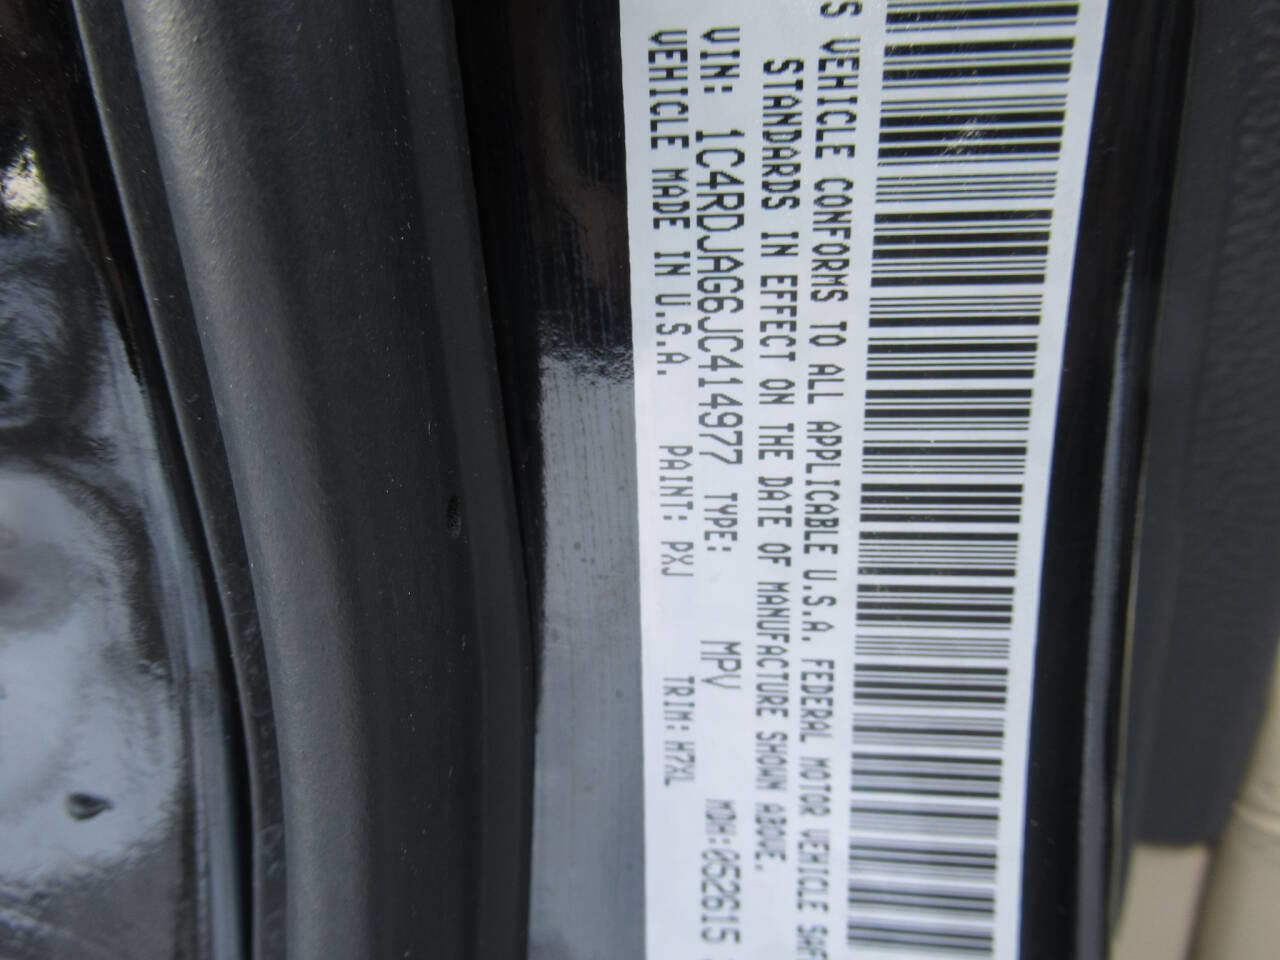 S VEHICLE CONFORMS TO ALL APPLICABLE U.S.A. FEDERAL MOTOR VEHICLE SAF
STANDARDS IN EFFECT ON THE DATE OF MANUFACTURE SHOWN ABOVE.
VIN: 1C4RDJAG6JC414977 TYPE: MPV MDH:052615
VEHICLE MADE IN U.S.A. PAINT: PXJ TRIM: H7XL